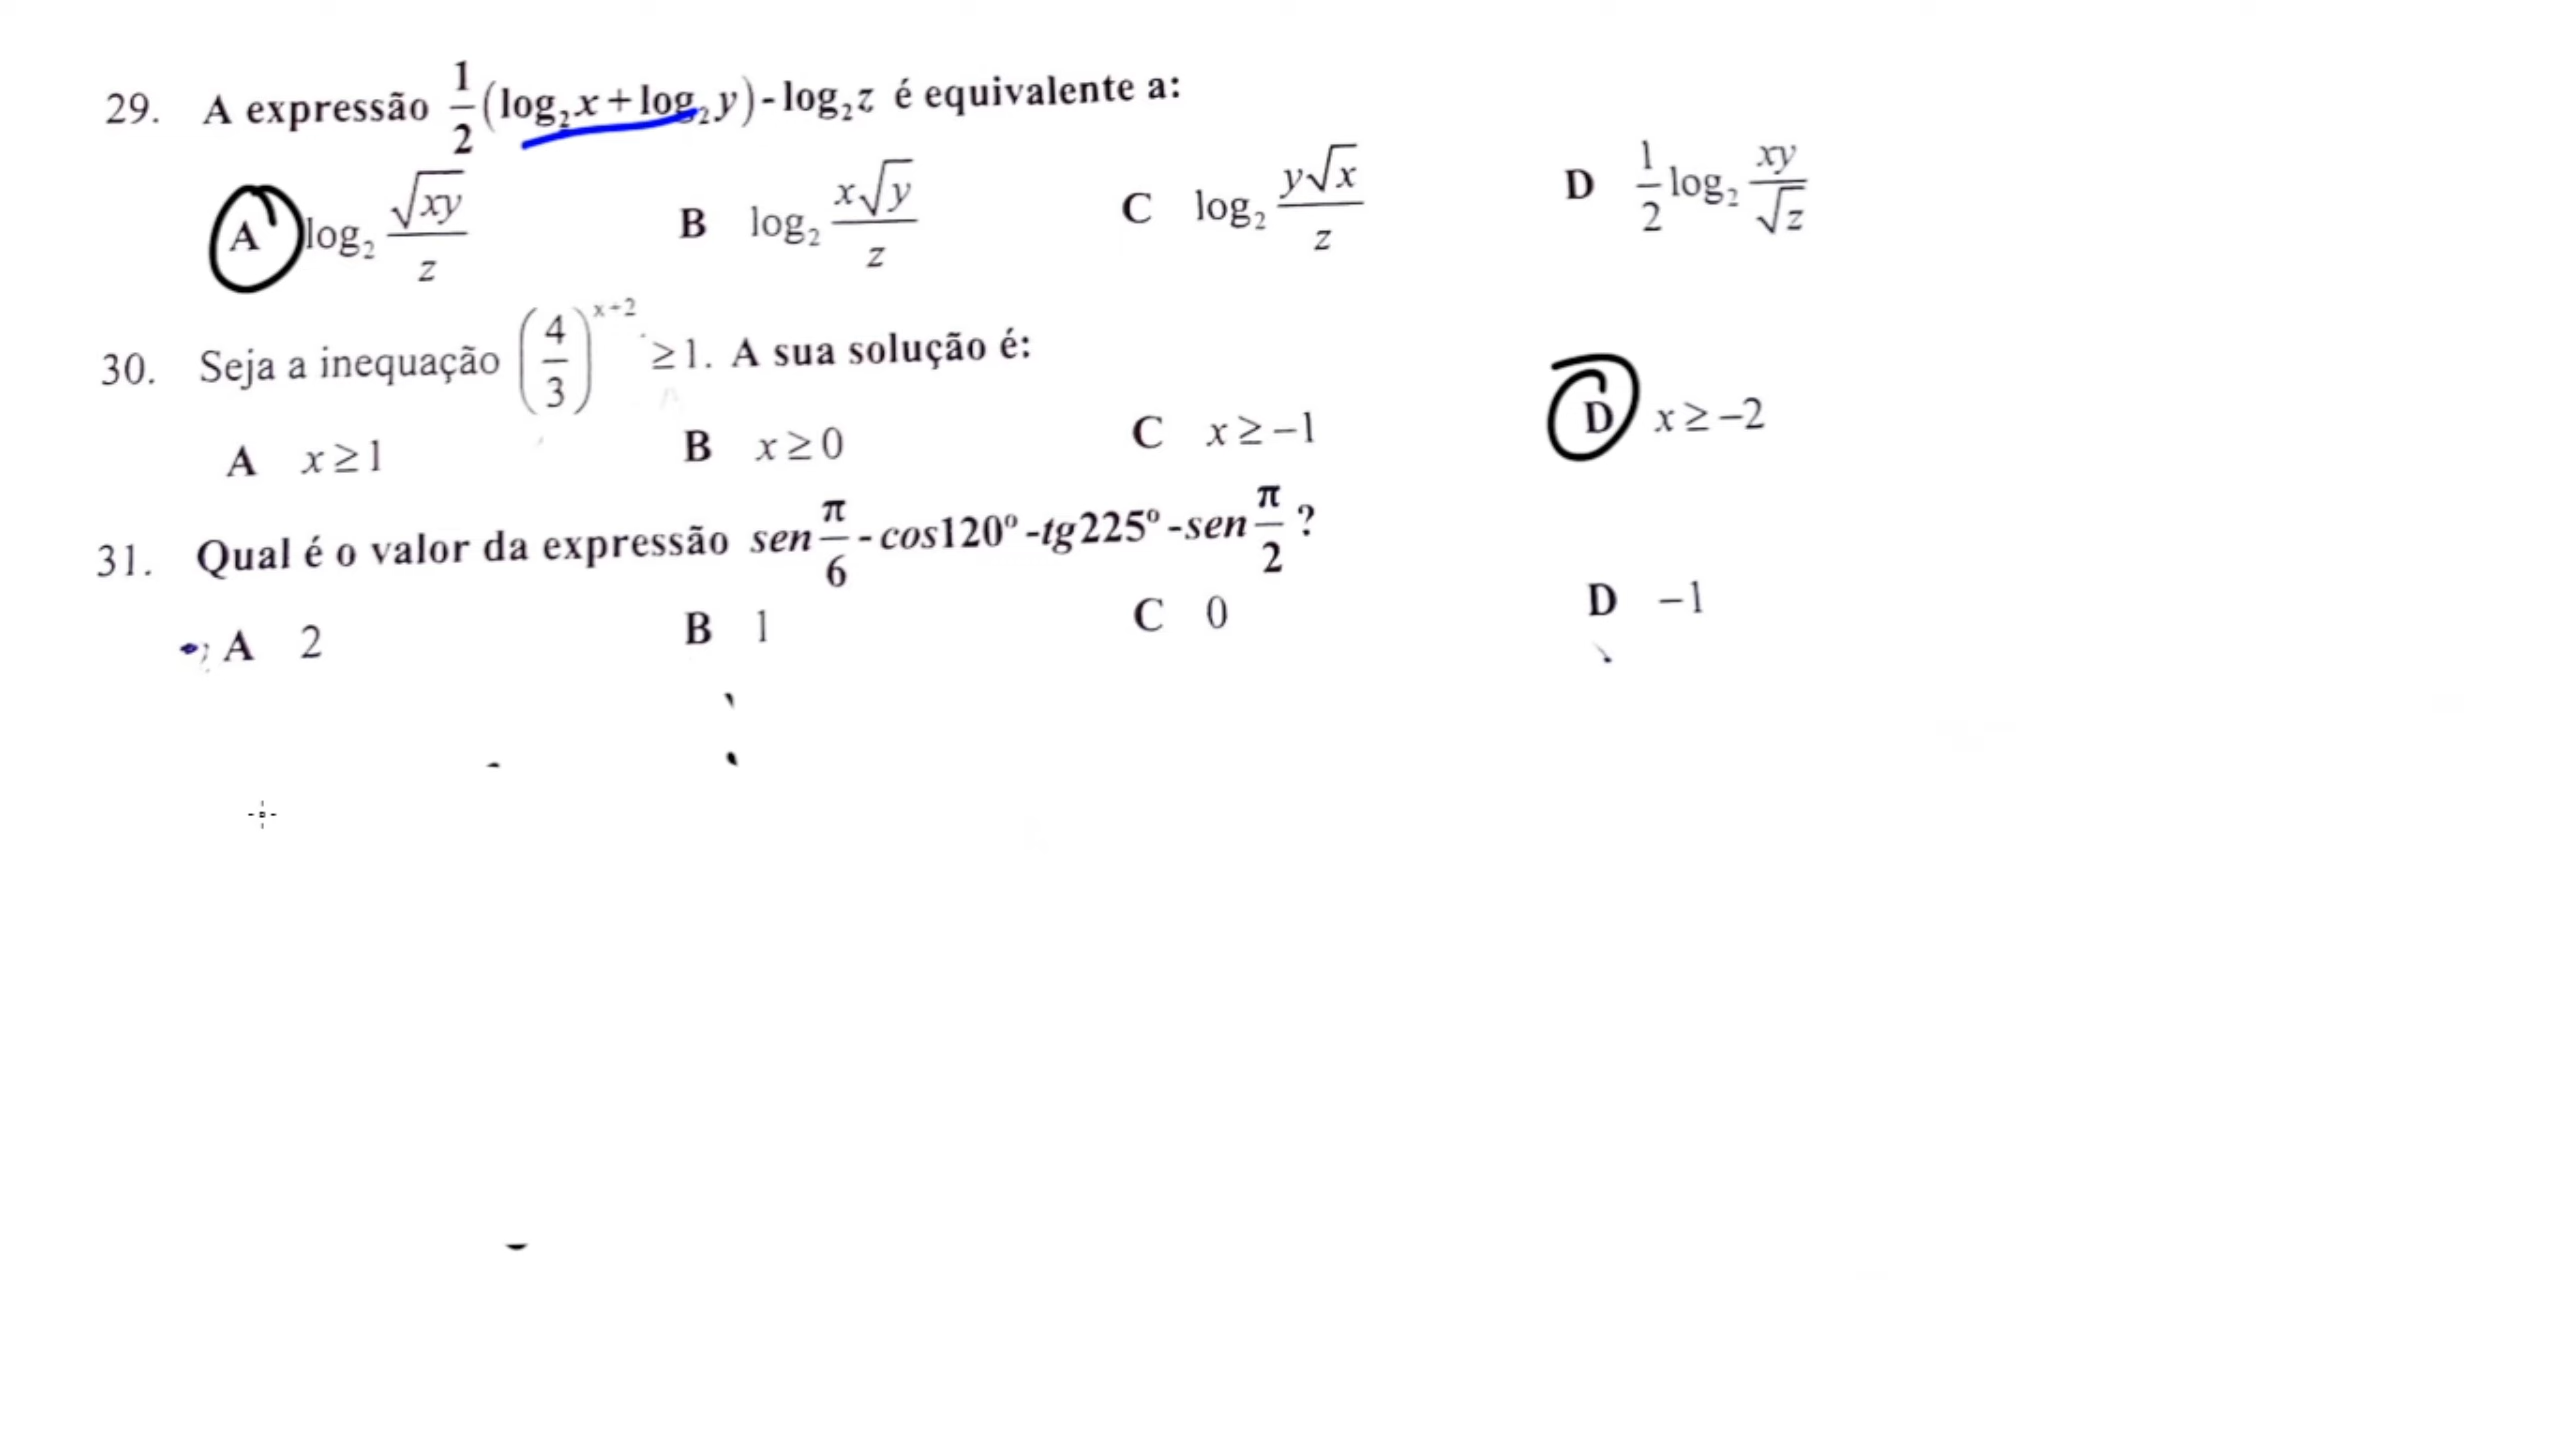 29. A expressão 1/2 (log₂x + log₂y) - log₂z é equivalente a:
A log₂ √xy/z B log₂ x√y/z C log₂ y√x/z D 1/2 log₂ xy/√z
30. Seja a inequação (4/3)^(x+2) ≥ 1. A sua solução é:
A x ≥ 1 B x ≥ 0 C x ≥ −1 D x ≥ −2
31. Qual é o valor da expressão sen π/6 - cos120º - tg225º - sen π/2 ?
A 2 B 1 C 0 D −1